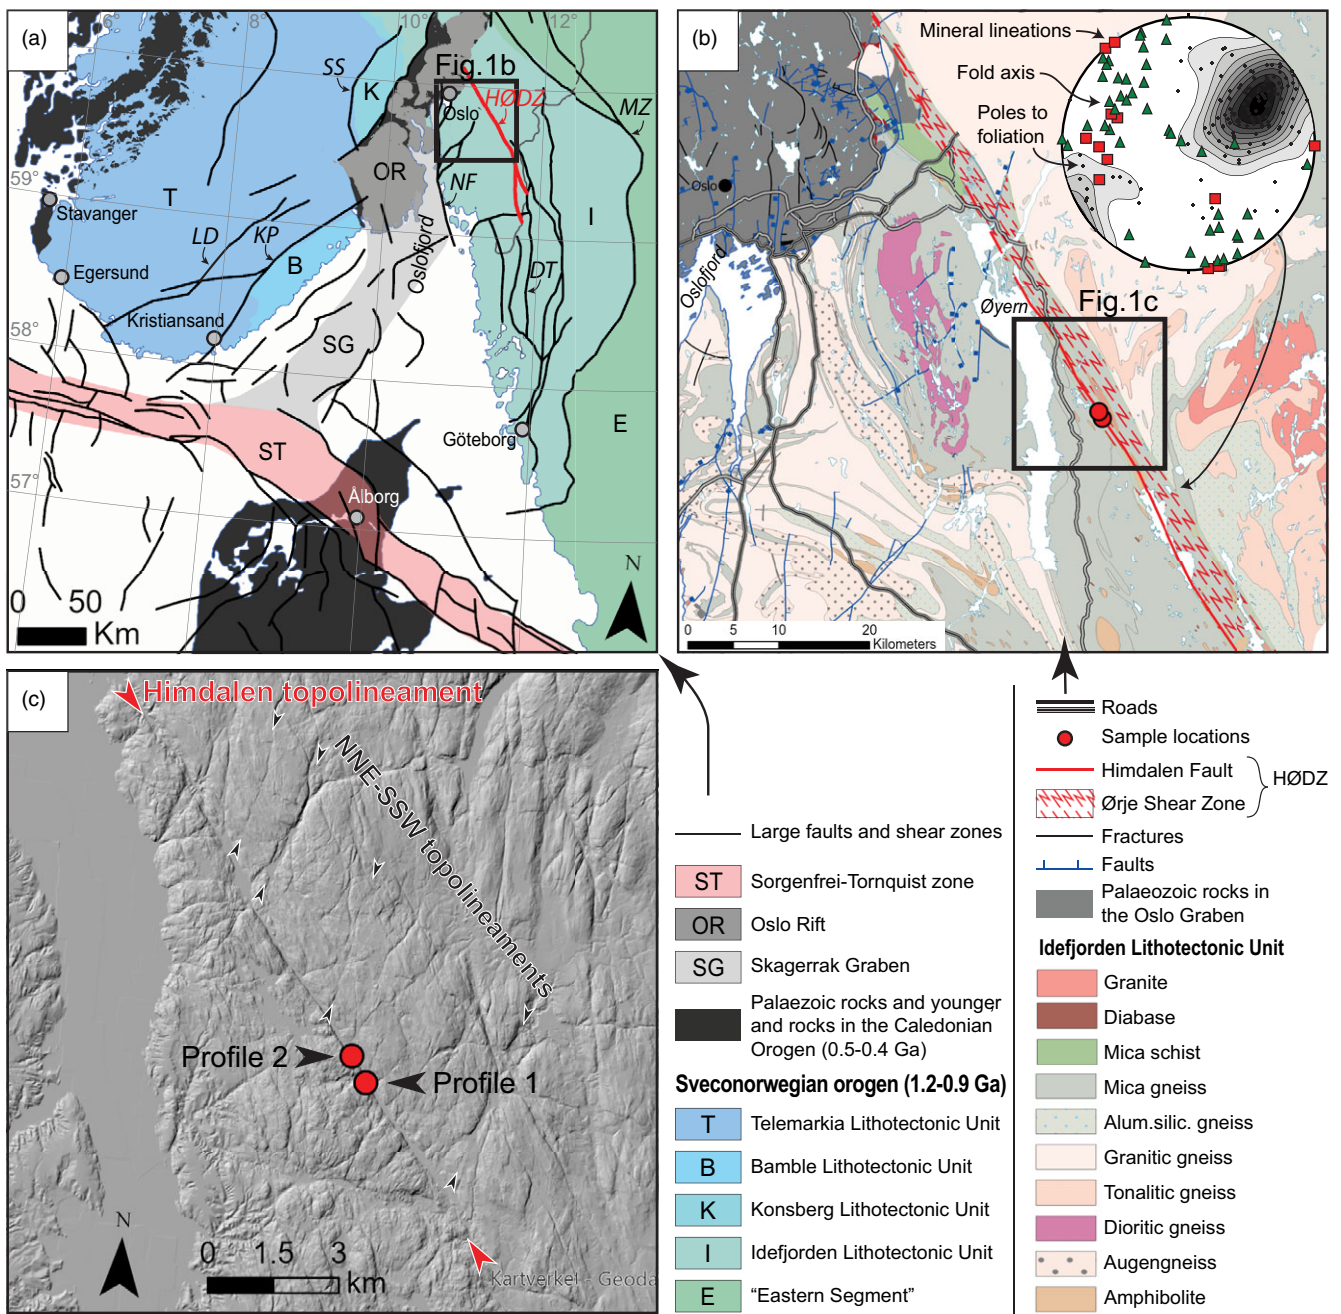 (a)
6°
8°
10°
12°
SS
K
Fig.1b
HØDZ
Oslo
MZ
59°
OR
NF
Stavanger
T
I
LD
KP
B
Oslofjord
Egersund
DT
Kristiansand
58°
SG
E
Göteborg
ST
57°
Ålborg
N
0 50
Km
(b)
Mineral lineations
Fold axis
Poles to
foliation
Oslo
Oslofjord
Øyern
Fig.1c
0 5 10 20
Kilometers
(c)
Himdalen topolineament
NNE-SSW topolineaments
Profile 2
Profile 1
N
0 1.5 3
km
Kartverket - Geoda
Large faults and shear zones
ST Sorgenfrei-Tornquist zone
OR Oslo Rift
SG Skagerrak Graben
Palaezoic rocks and younger,
and rocks in the Caledonian
Orogen (0.5-0.4 Ga)
Sveconorwegian orogen (1.2-0.9 Ga)
T Telemarkia Lithotectonic Unit
B Bamble Lithotectonic Unit
K Konsberg Lithotectonic Unit
I Idefjorden Lithotectonic Unit
E “Eastern Segment”
Roads
Sample locations
Himdalen Fault
HØDZ
Ørje Shear Zone
Fractures
Faults
Palaeozoic rocks in
the Oslo Graben
Idefjorden Lithotectonic Unit
Granite
Diabase
Mica schist
Mica gneiss
Alum.silic. gneiss
Granitic gneiss
Tonalitic gneiss
Dioritic gneiss
Augengneiss
Amphibolite